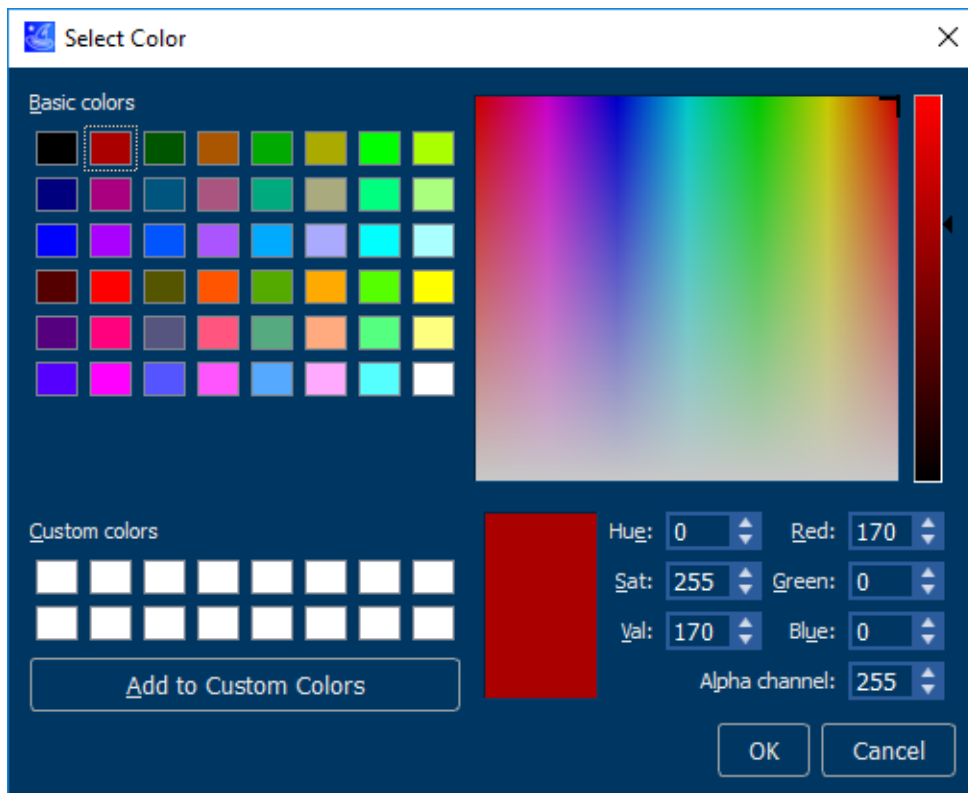 Select Color
Basic colors
Custom colors
Hue: 0 Red: 170
Sat: 255 Green: 0
Val: 170 Blue: 0
Add to Custom Colors
Alpha channel: 255
OK Cancel